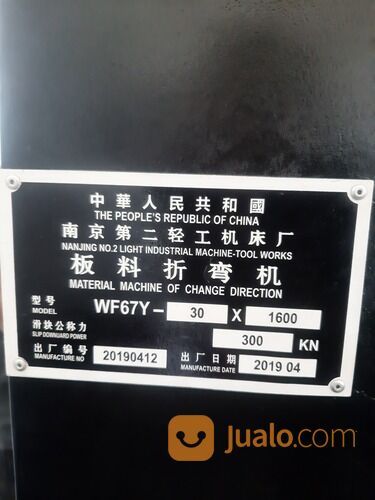 中華人民共和国
THE PEOPLE'S REPUBLIC OF CHINA
南京第二轻工机床厂
NANJING NO.2 LIGHT INDUSTRIAL MACHINE-TOOL WORKS
板料折弯机
MATERIAL MACHINE OF CHANGE DIRECTION
型号 MODEL WF67Y- 30 X 1600
滑块公称力 SLIP DOWNUARD POWER 300 KN
出厂编号 MANUFACTURE NO 20190412 出厂日期 MANUFACTURE DATE 2019 04
jualo.com